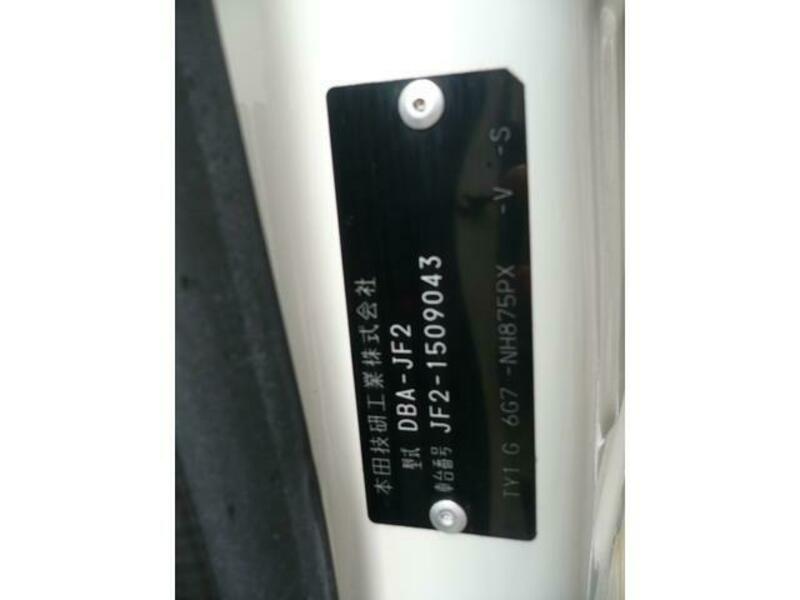 本田技研工業株式会社
型式 DBA-JF2
車台番号 JF2-1509043
TY1 G 6G7 -NH875PX -V -S